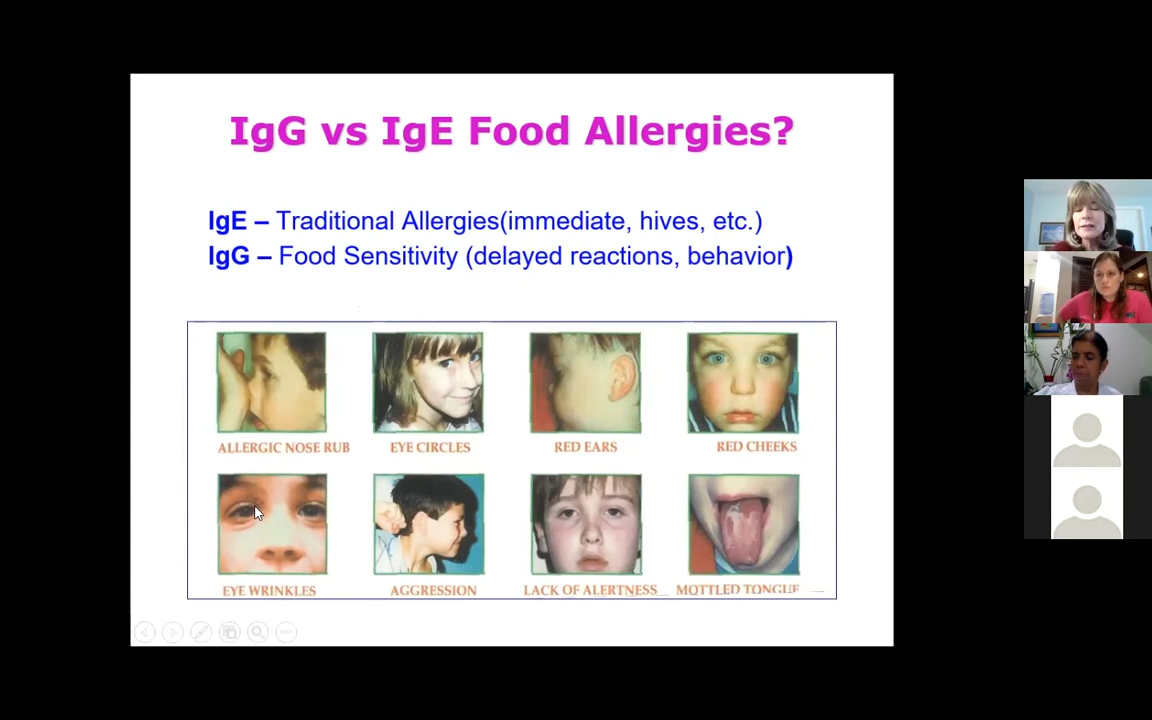 IgG vs IgE Food Allergies?
IgE – Traditional Allergies(immediate, hives, etc.)
IgG – Food Sensitivity (delayed reactions, behavior)
ALLERGIC NOSE RUB EYE CIRCLES RED EARS RED CHEEKS
EYE WRINKLES AGGRESSION LACK OF ALERTNESS MOTTLED TONGUE